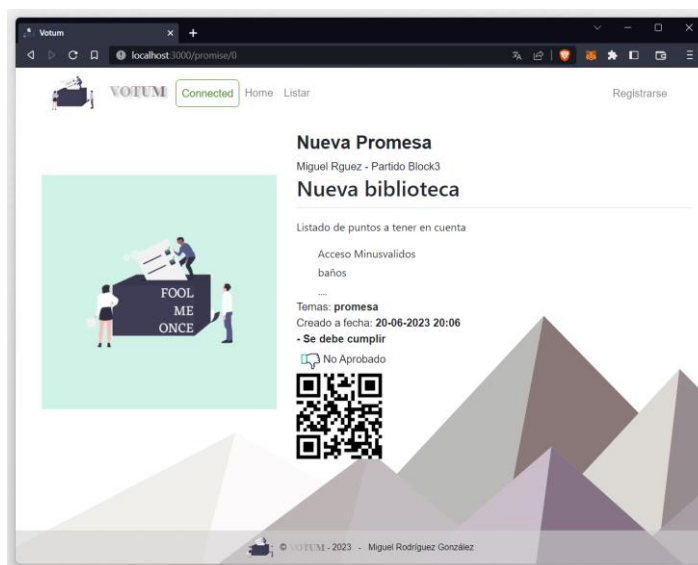 Votum
localhost:3000/promise/0
VOTUM Connected Home Listar Registrarse
Nueva Promesa
Miguel Rguez - Partido Block3
Nueva biblioteca
Listado de puntos a tener en cuenta
Acceso Minusvalidos
baños
....
Temas: promesa
Creado a fecha: 20-06-2023 20:06
- Se debe cumplir
No Aprobado
FOOL
ME
ONCE
© VOTUM - 2023 - Miguel Rodríguez González